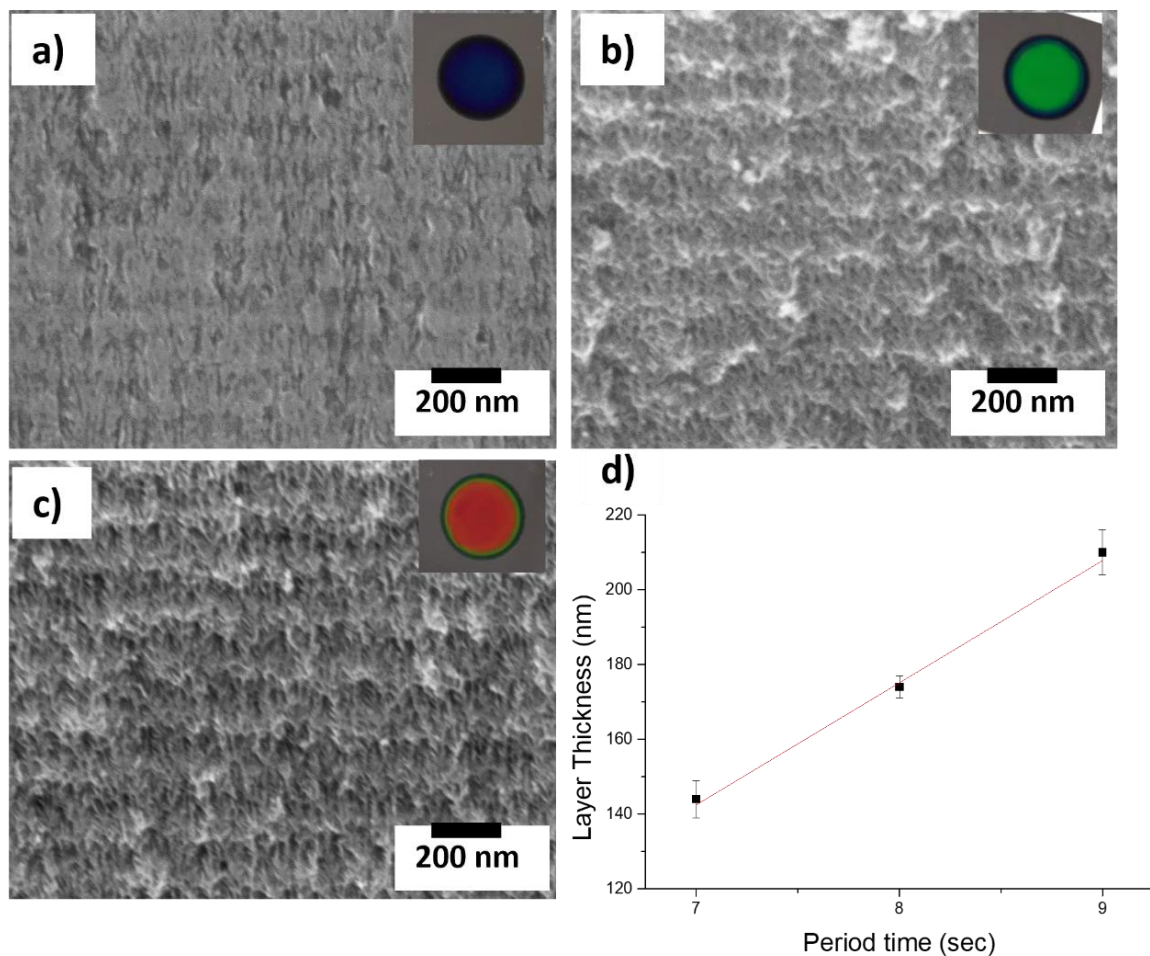 a)
200 nm
b)
200 nm
c)
200 nm
d)
220
200
180
160
140
120
Layer Thickness (nm)
7
8
9
Period time (sec)